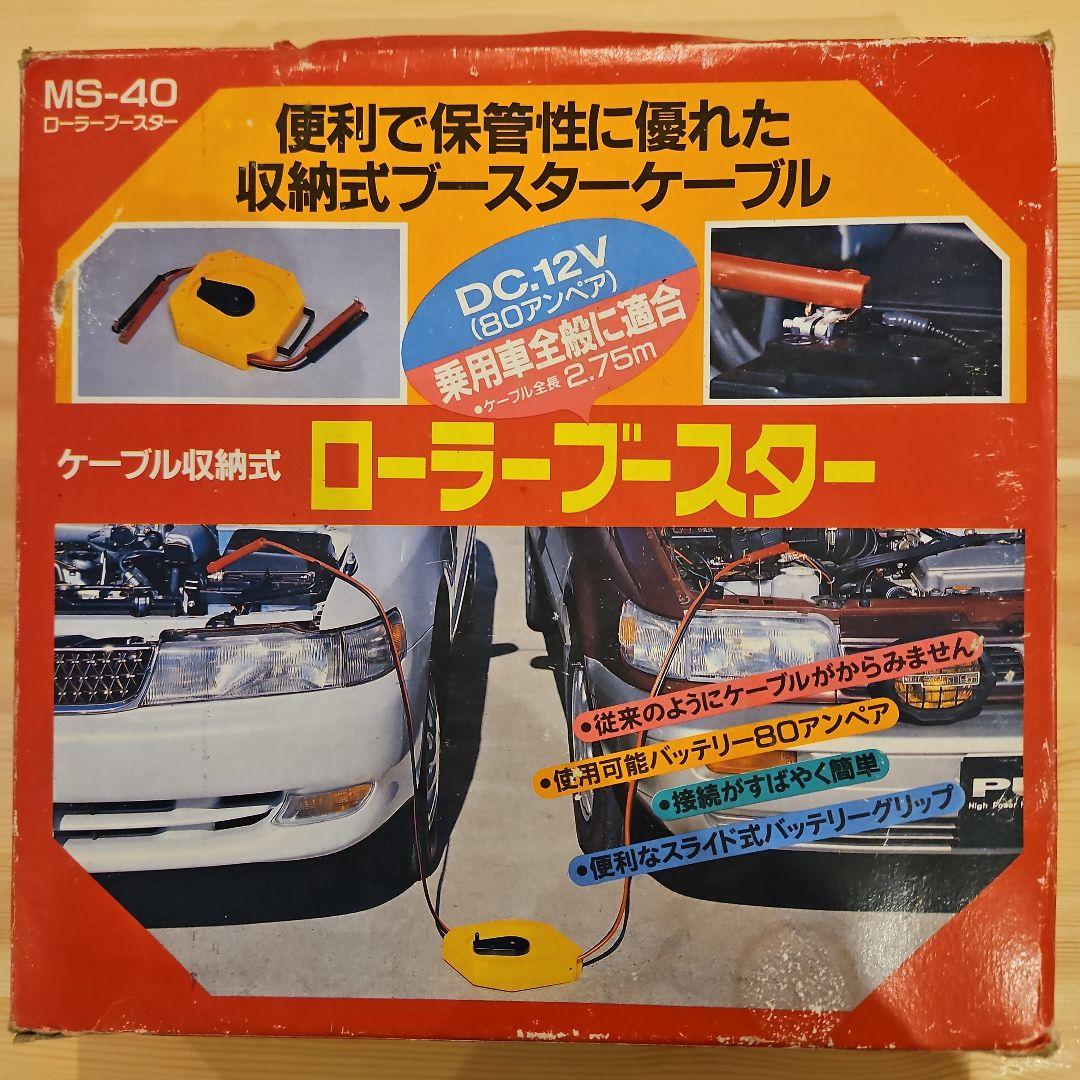 MS-40
ローラーブースター
便利で保管性に優れた
収納式ブースターケーブル
DC.12V
(80アンペア)
乗用車全般に適合
•ケーブル全長 2.75m
ケーブル収納式 ローラーブースター
•従来のようにケーブルがからみません
•使用可能バッテリー80アンペア
•接続がすばやく簡単
•便利なスライド式バッテリーグリップ
High Power